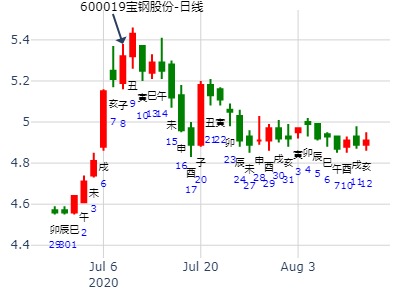 600019宝钢股份-日线
5.4
5.2
5
4.8
4.6
4.4
卯
29
辰
30
巳
1
午
2
未
3
戌
6
亥
7
子
8
丑
9
寅
10
巳
13
午
14
未
15
申
16
酉
17
子
20
丑
21
寅
22
卯
23
辰
24
未
27
申
28
酉
29
戌
30
亥
31
寅
3
卯
4
辰
5
巳
6
午
7
酉
10
戌
11
亥
12
Jul 6
2020
Jul 20
Aug 3